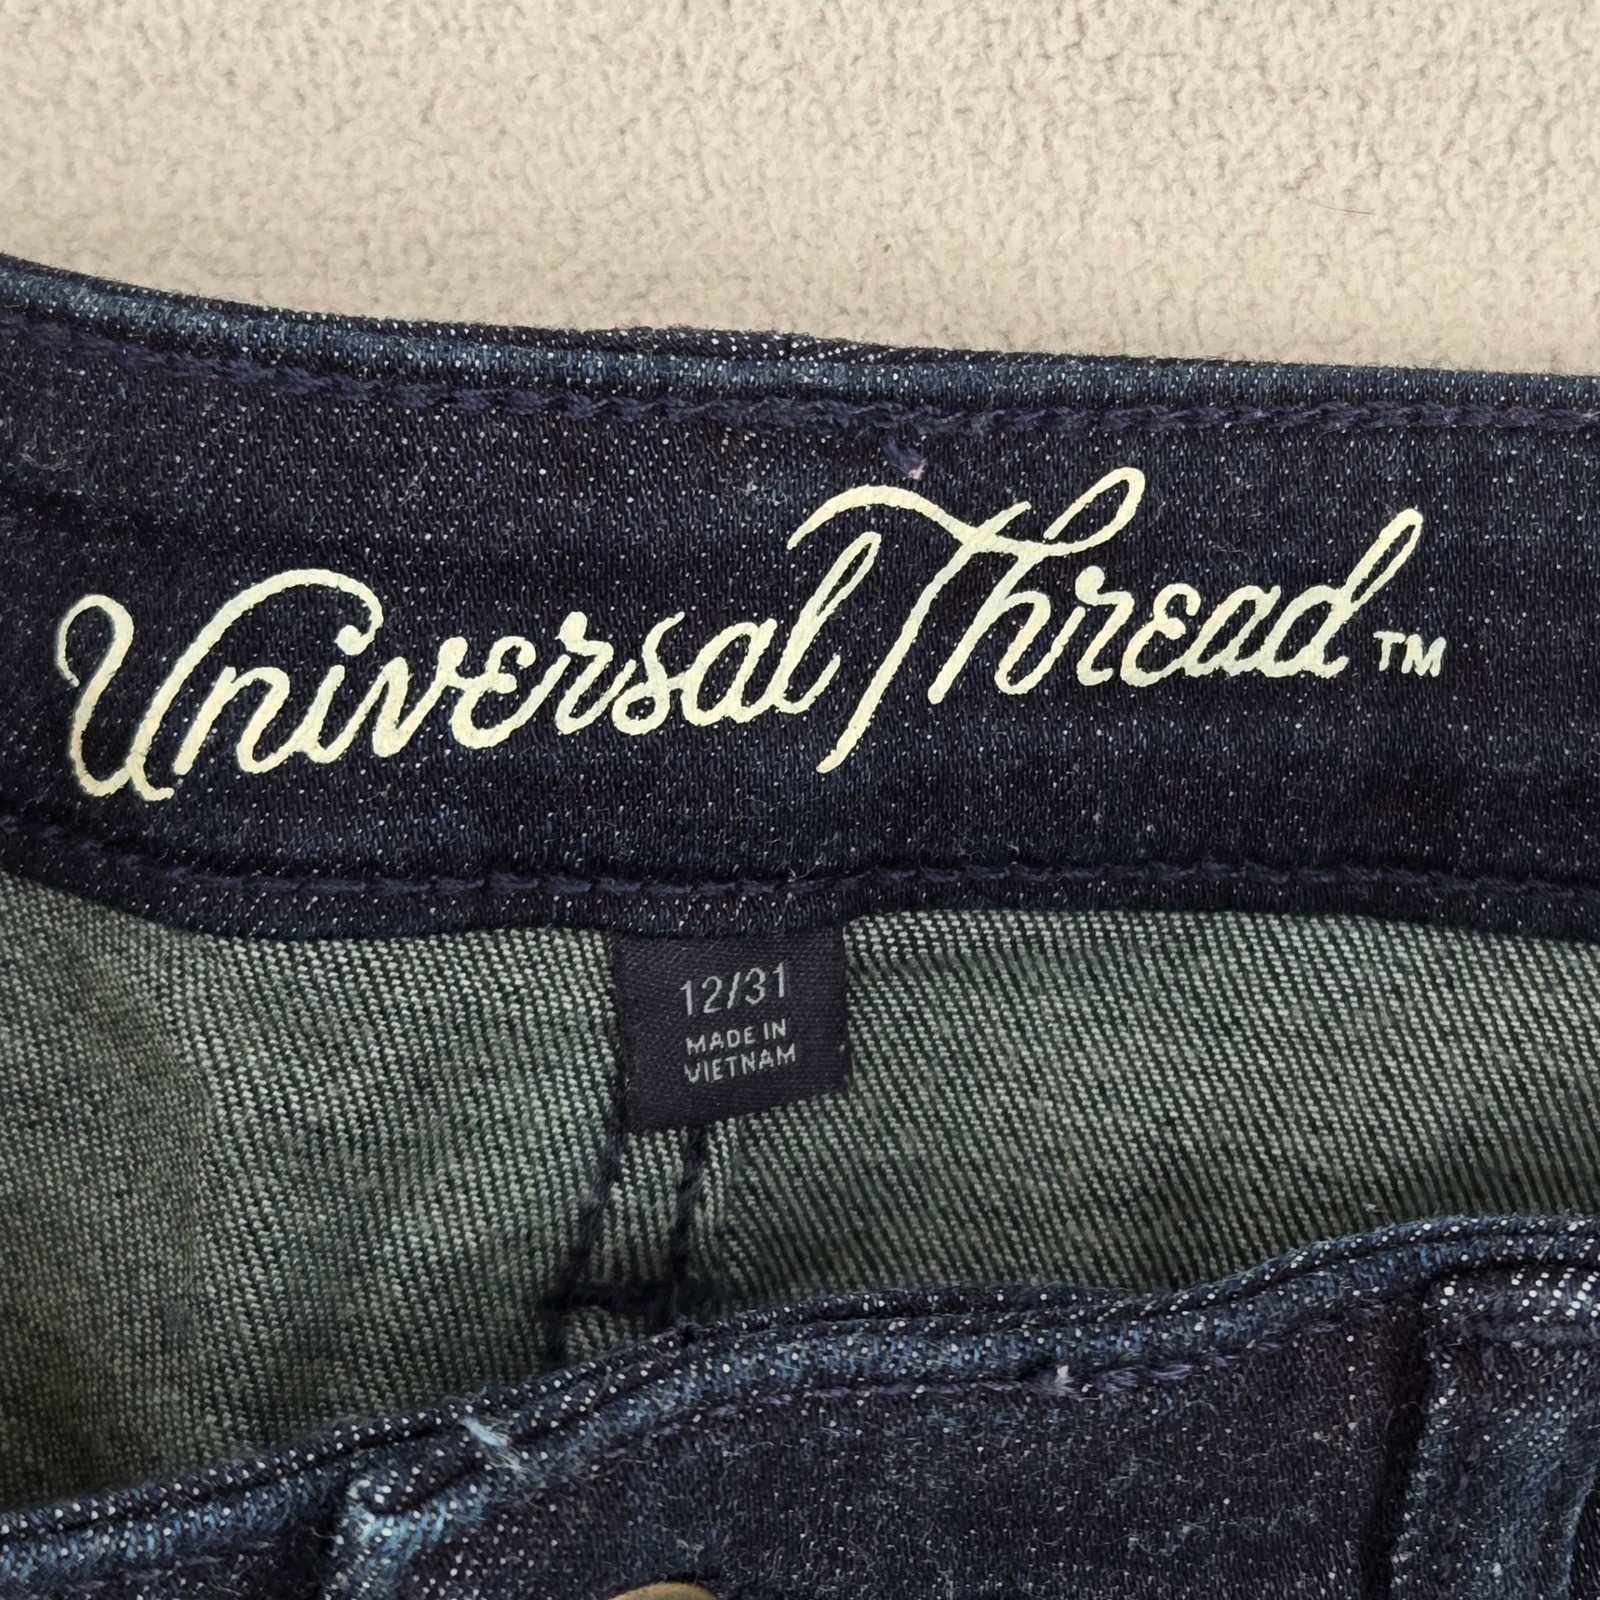 Universal Thread™
12/31
MADE IN
VIETNAM